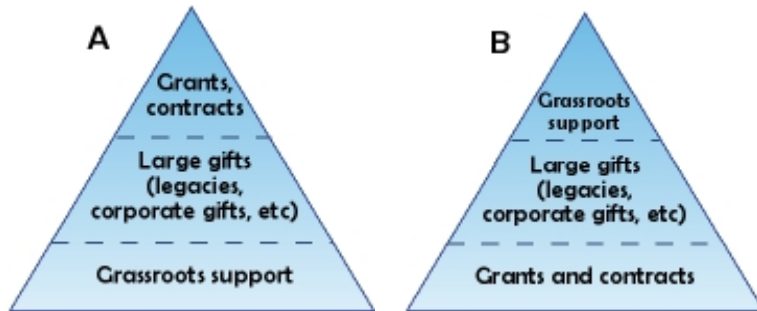 A
Grants,
contracts
Large gifts
(legacies,
corporate gifts, etc)
Grassroots support
B
Grassroots
support
Large gifts
(legacies,
corporate gifts, etc)
Grants and contracts